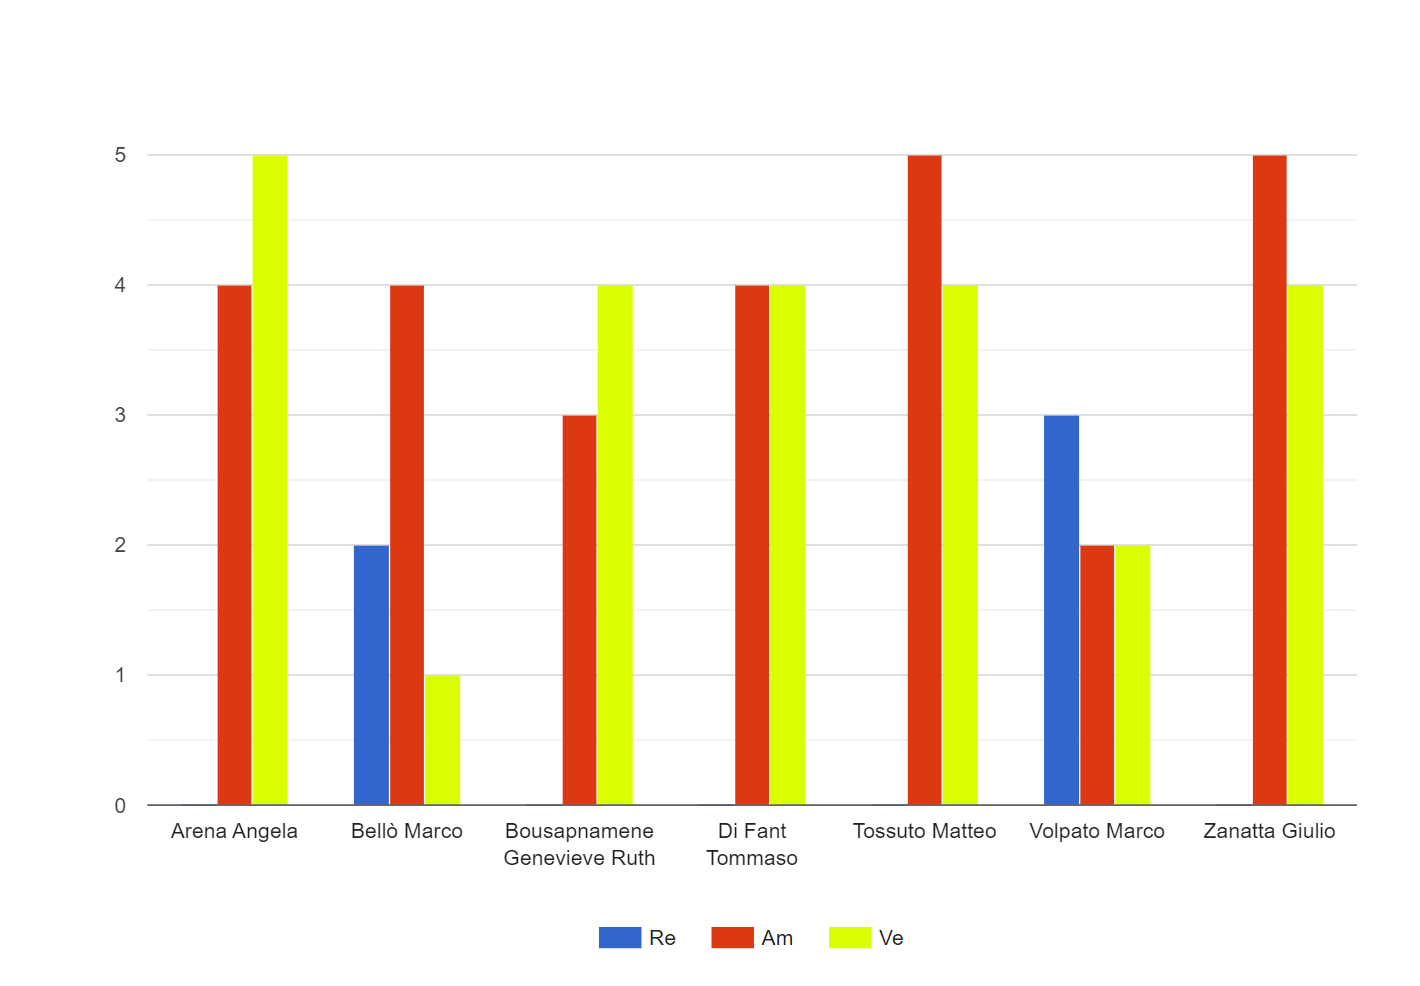 5
4
3
2
1
0
Arena Angela
Bellò Marco
Bousapnamene
Genevieve Ruth
Di Fant
Tommaso
Tossuto Matteo
Volpato Marco
Zanatta Giulio
Re
Am
Ve